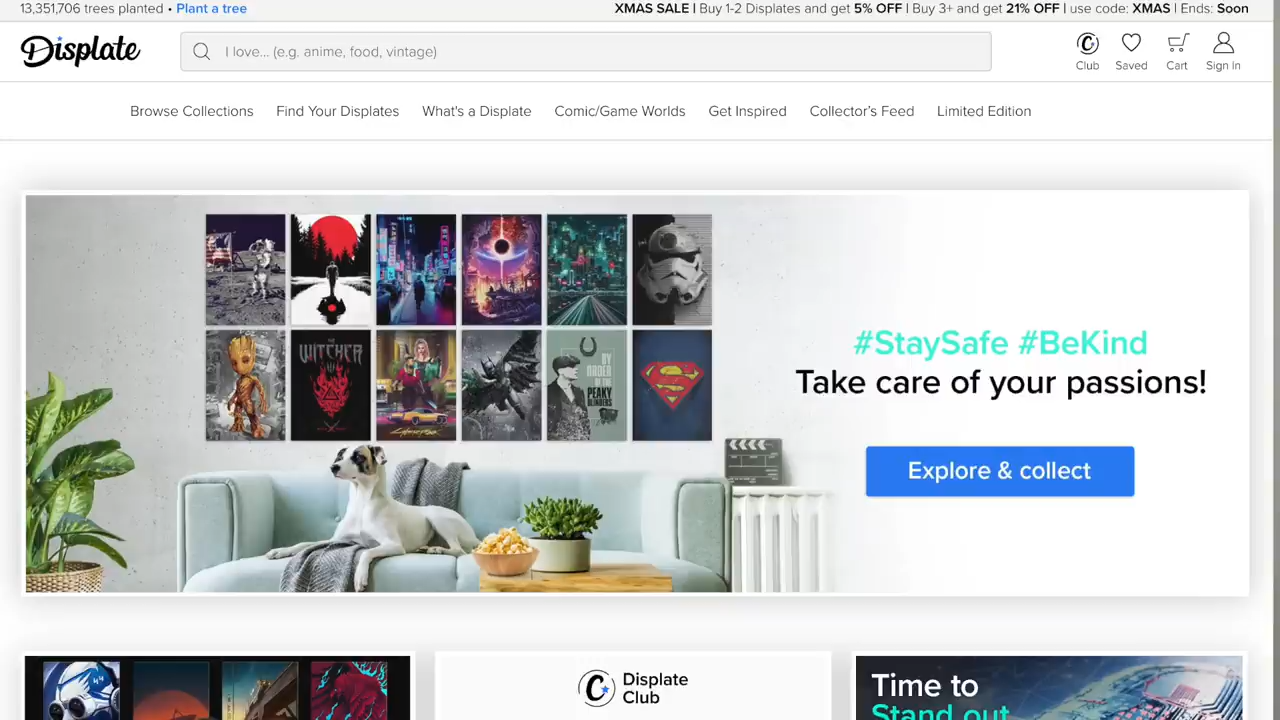 13,351,706 trees planted • Plant a tree
XMAS SALE | Buy 1-2 Displates and get 5% OFF | Buy 3+ and get 21% OFF | use code: XMAS | Ends: Soon
Displate
I love... (e.g. anime, food, vintage)
Club
Saved
Cart
Sign In
Browse Collections
Find Your Displates
What's a Displate
Comic/Game Worlds
Get Inspired
Collector's Feed
Limited Edition
THE
WITCHER
BY
ORDER
OF THE
PEAKY
BLINDERS
#StaySafe #BeKind
Take care of your passions!
Explore & collect
Displate
Club
Time to
Stand out